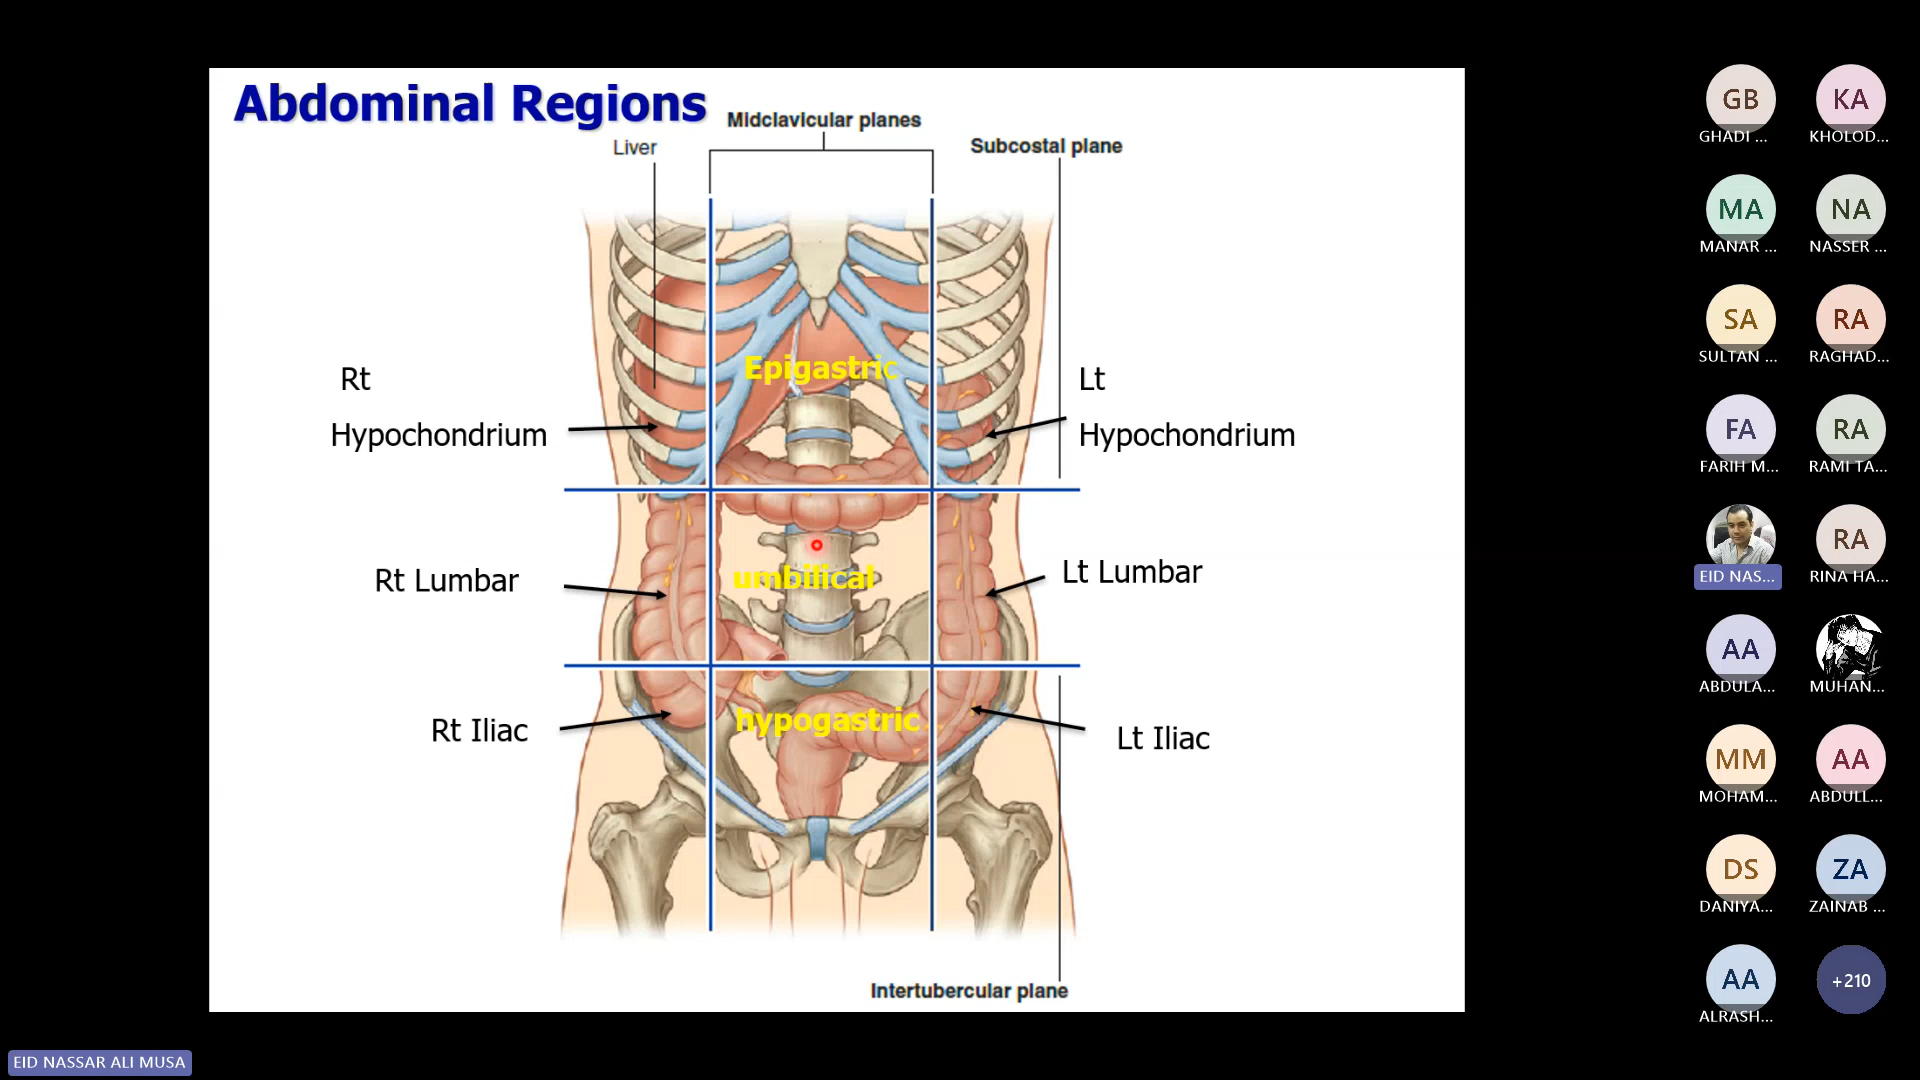 Abdominal Regions
Midclavicular planes
Liver
Subcostal plane
Epigastric
Rt
Hypochondrium
Lt
Hypochondrium
Rt Lumbar
umbilical
Lt Lumbar
Rt Iliac
hypogastric
Lt Iliac
Intertubercular plane
GB
GHADI ...
KA
KHOLOD...
MA
MANAR ...
NA
NASSER ...
SA
SULTAN ...
RA
RAGHAD...
FA
FARIH M...
RA
RAMI TA...
EID NAS...
RA
RINA HA...
AA
ABDULA...
MUHAN...
MM
MOHAM...
AA
ABDULL...
DS
DANIYA...
ZA
ZAINAB ...
AA
ALRASH...
+210
EID NASSAR ALI MUSA